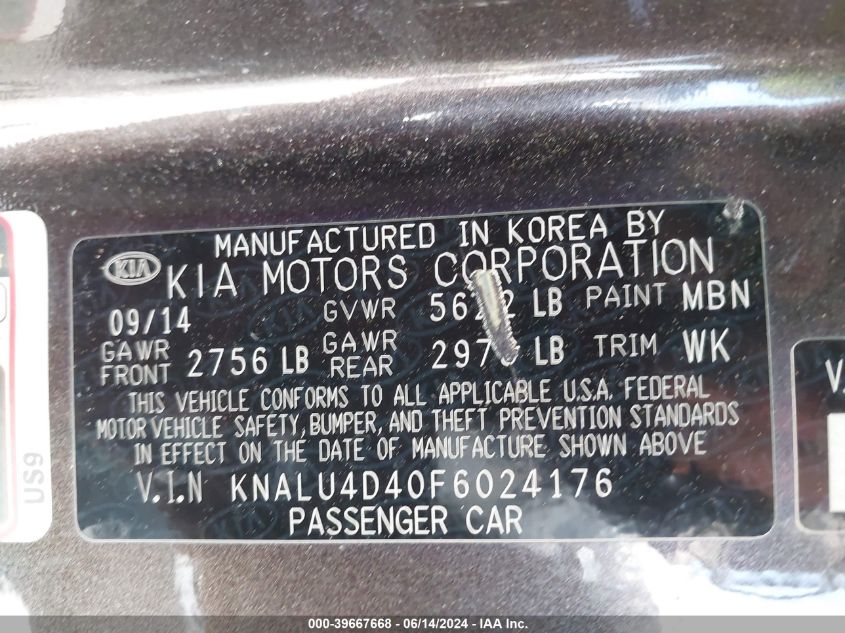 MANUFACTURED IN KOREA BY
KIA KIA MOTORS CORPORATION
09/14 GVWR LB PAINT MBN
GAWR FRONT 2756 LB GAWR REAR LB TRIM WK
THIS VEHICLE CONFORMS TO ALL APPLICABLE U.S.A. FEDERAL
MOTOR VEHICLE SAFETY, BUMPER, AND THEFT PREVENTION STANDARDS
IN EFFECT ON THE DATE OF MANUFACTURE SHOWN ABOVE
V.I.N KNALU4D40F6024176
PASSENGER CAR
US9
000-39667668 - 06/14/2024 - IAA Inc.